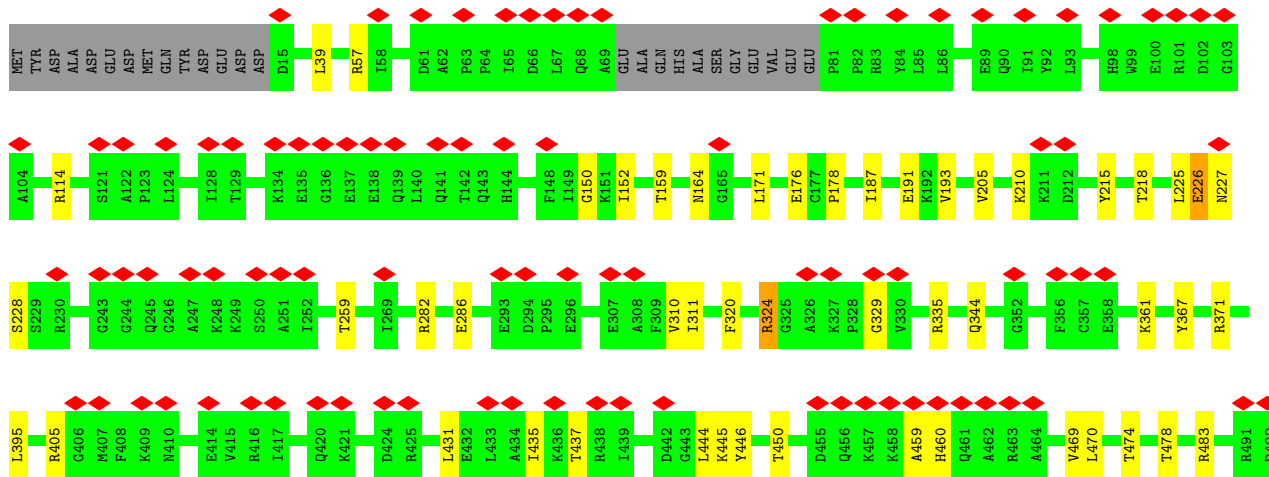 MET TYR ASP ALA ASP GLU ASP MET GLN TYR ASP GLU ASP ASP D15 L39 R57 I58 D61 A62 P63 P64 I65 D66 L67 Q68 A69 GLU ALA GLN HIS ALA SER GLY GLU VAL GLU GLU P81 P82 R83 Y84 L85 L86 E89 Q90 I91 Y92 L93 H98 W99 E100 R101 D102 G103
A104 R114 S121 A122 P123 L124 I128 T129 K134 E135 G136 E137 E138 Q139 L140 Q141 T142 Q143 H144 F148 I149 G150 K151 I152 T159 N164 G165 L171 E176 C177 P178 I187 E191 K192 V193 V205 K210 K211 D212 Y215 T218 L225 E226 N227
S228 S229 R230 G243 G244 Q245 G246 A247 K248 K249 S250 A251 I252 T259 I269 R282 E286 E293 D294 P295 E296 E307 A308 F309 V310 I311 F320 R324 G325 A326 K327 P328 G329 V330 R335 Q344 G352 F356 C357 E358 K361 Y367 R371
L395 R405 G406 M407 F408 K409 N410 E414 V415 R416 I417 Q420 K421 D424 R425 L431 E432 L433 A434 I435 K436 T437 R438 I439 D442 G443 L444 K445 Y446 T450 D455 Q456 K457 K458 A459 H460 Q461 A462 R463 A464 V469 L470 T474 T478 R483 R491